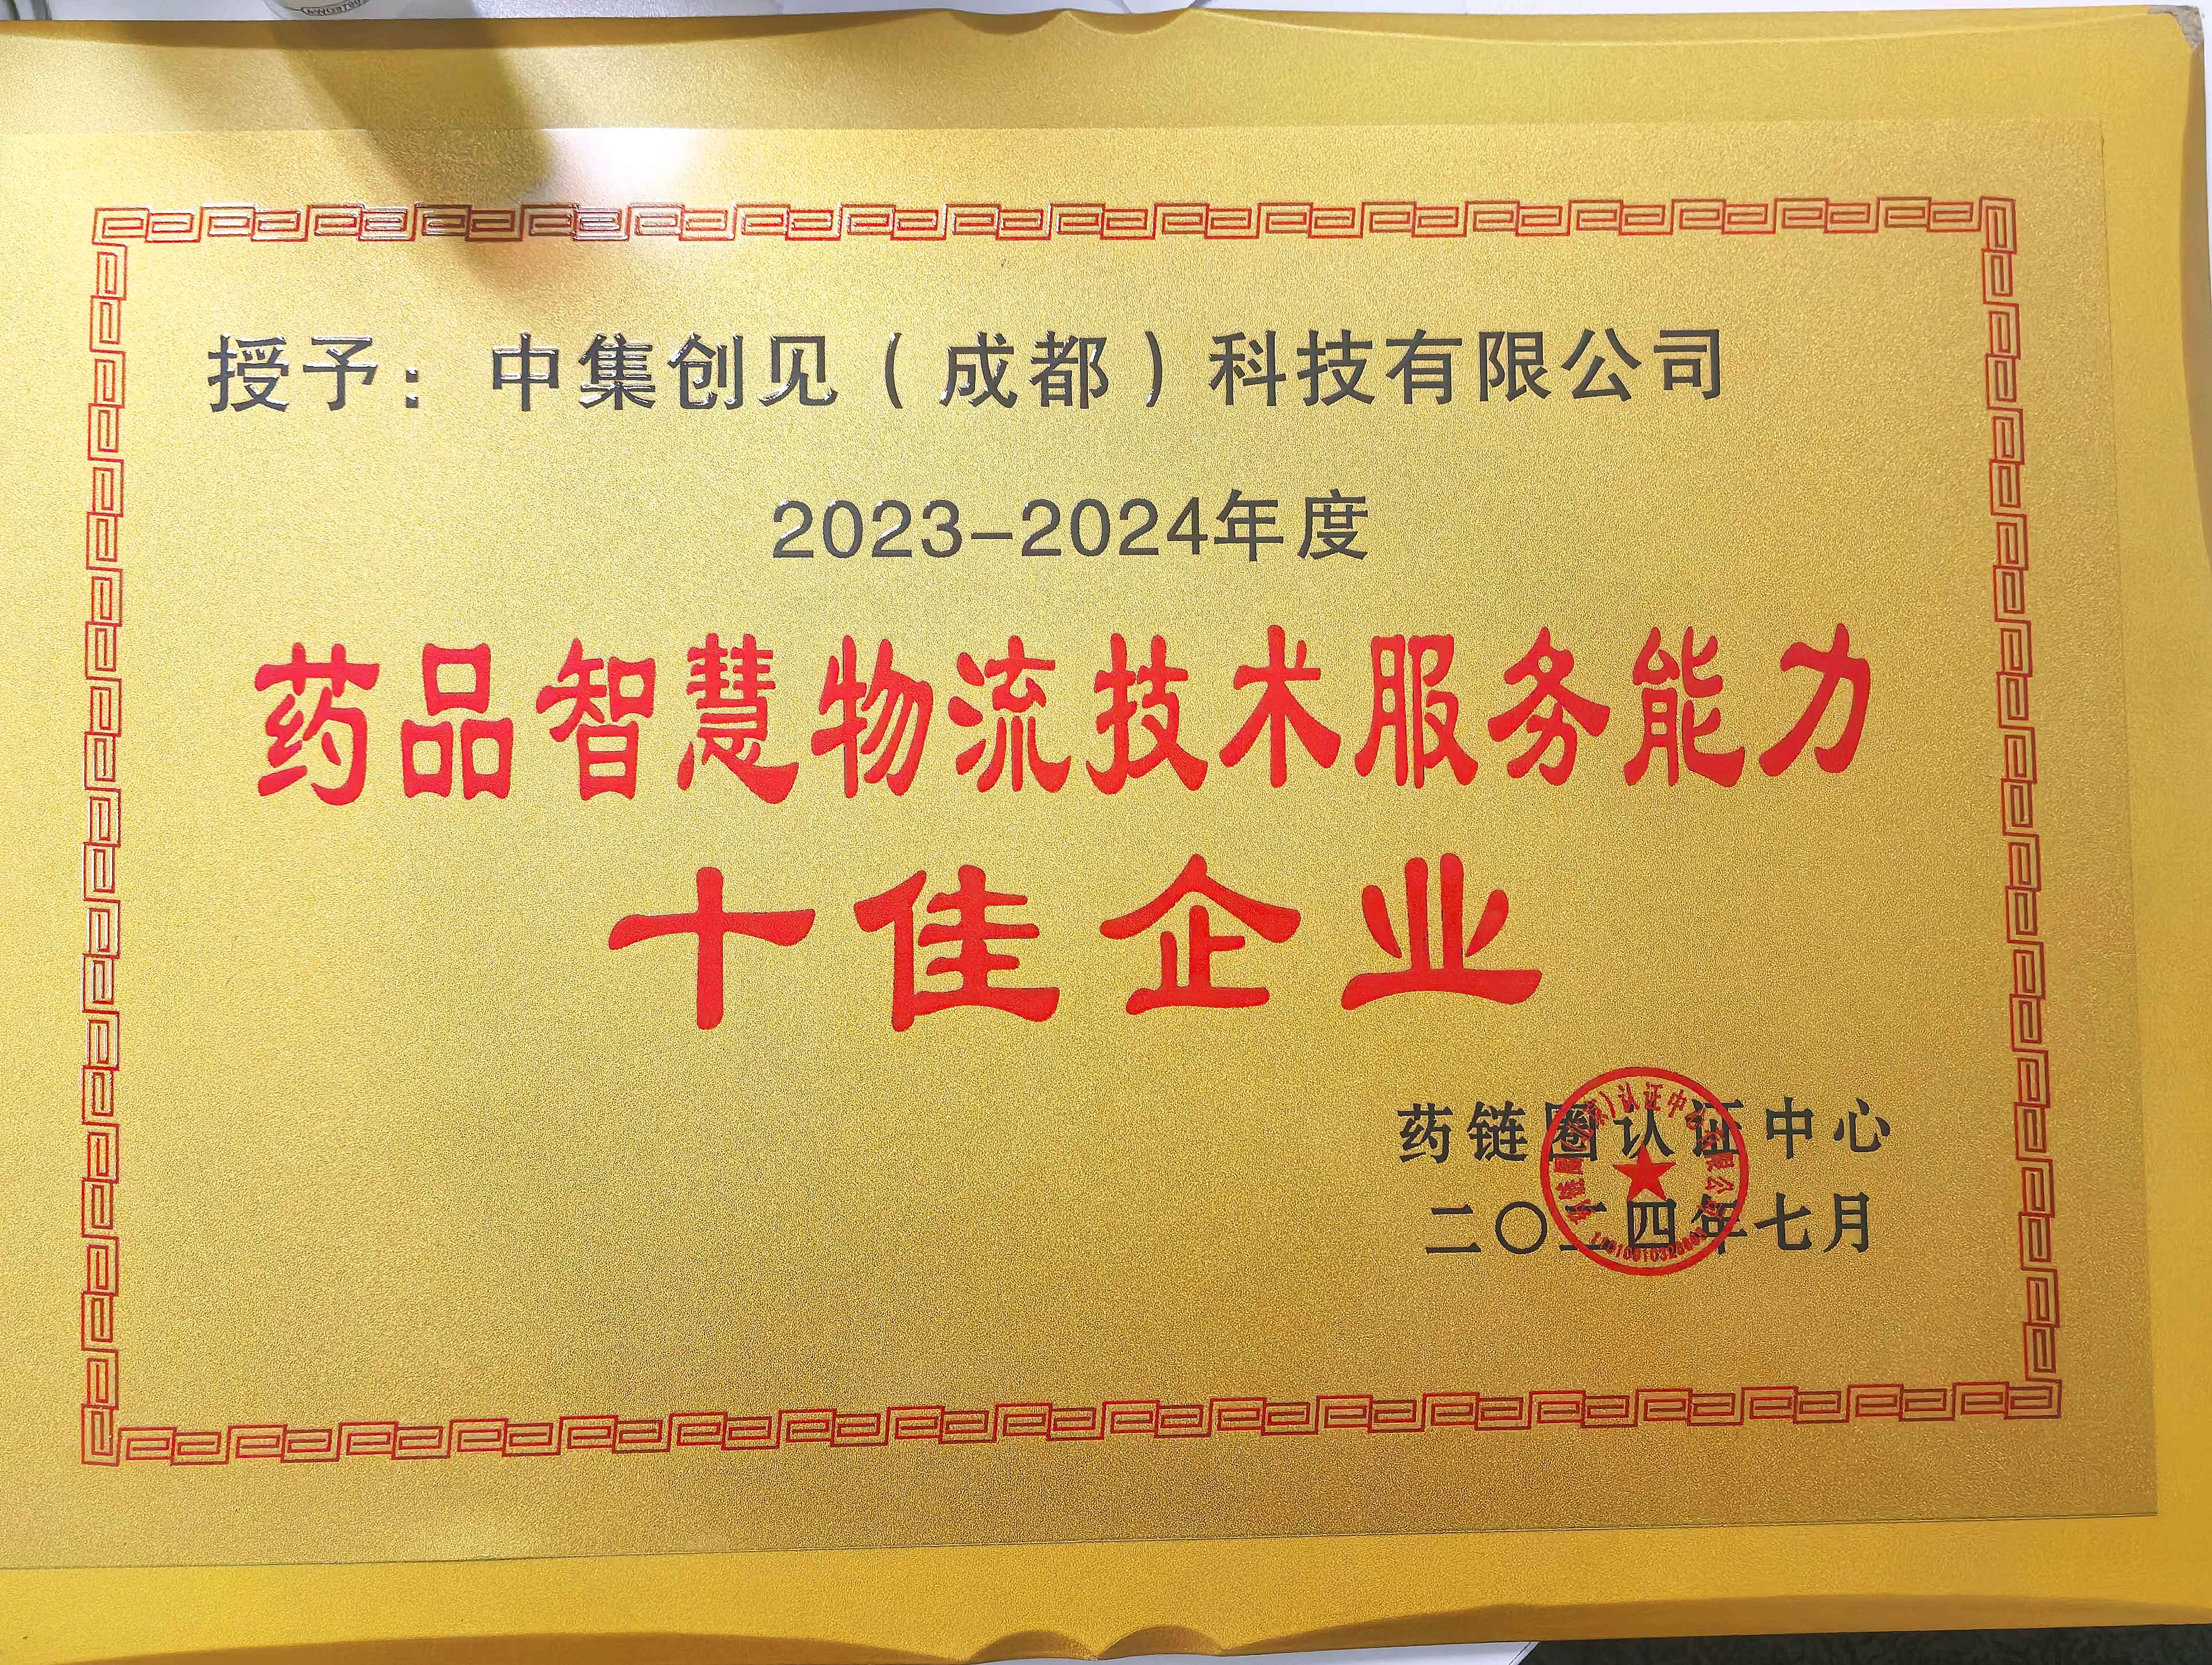 授予：中集创见（成都）科技有限公司
2023-2024年度
药品智慧物流技术服务能力
十佳企业
药链圈认证中心
二〇二四年七月